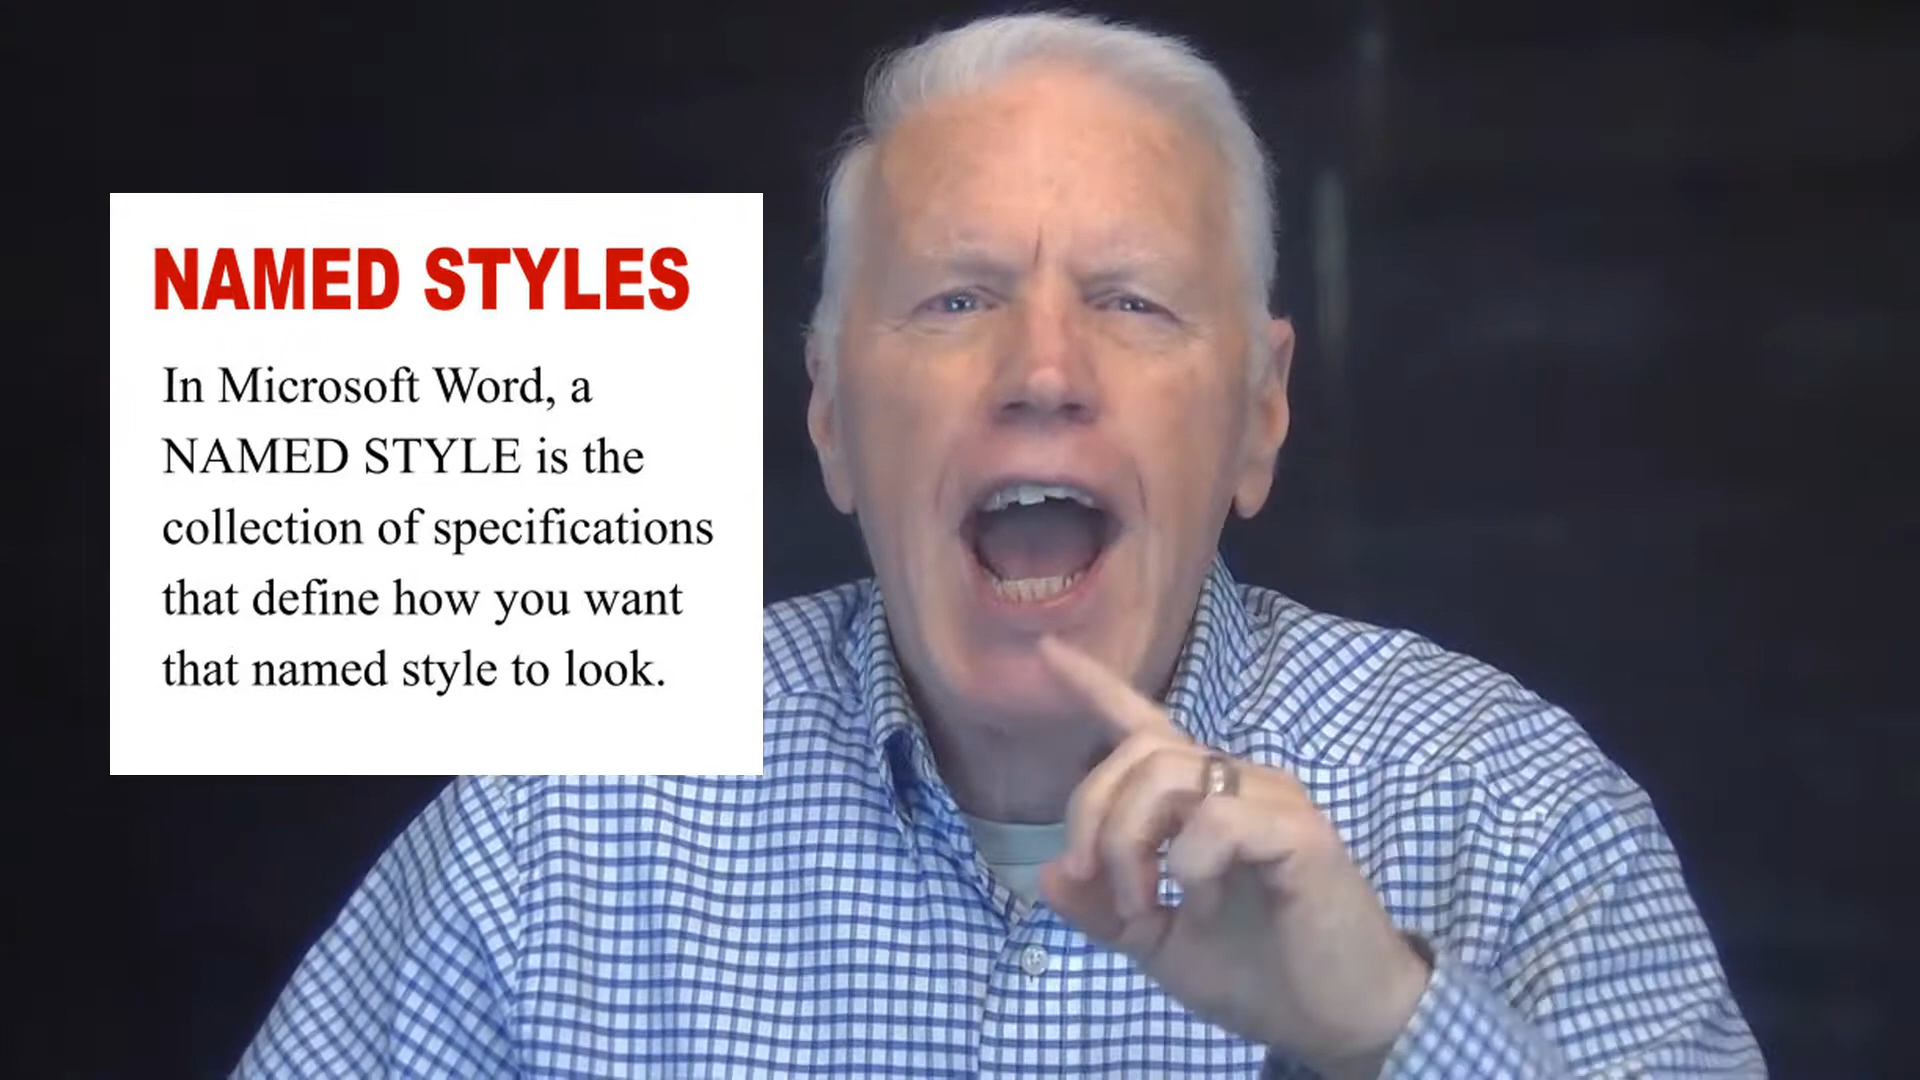 NAMED STYLES
In Microsoft Word, a
NAMED STYLE is the
collection of specifications
that define how you want
that named style to look.